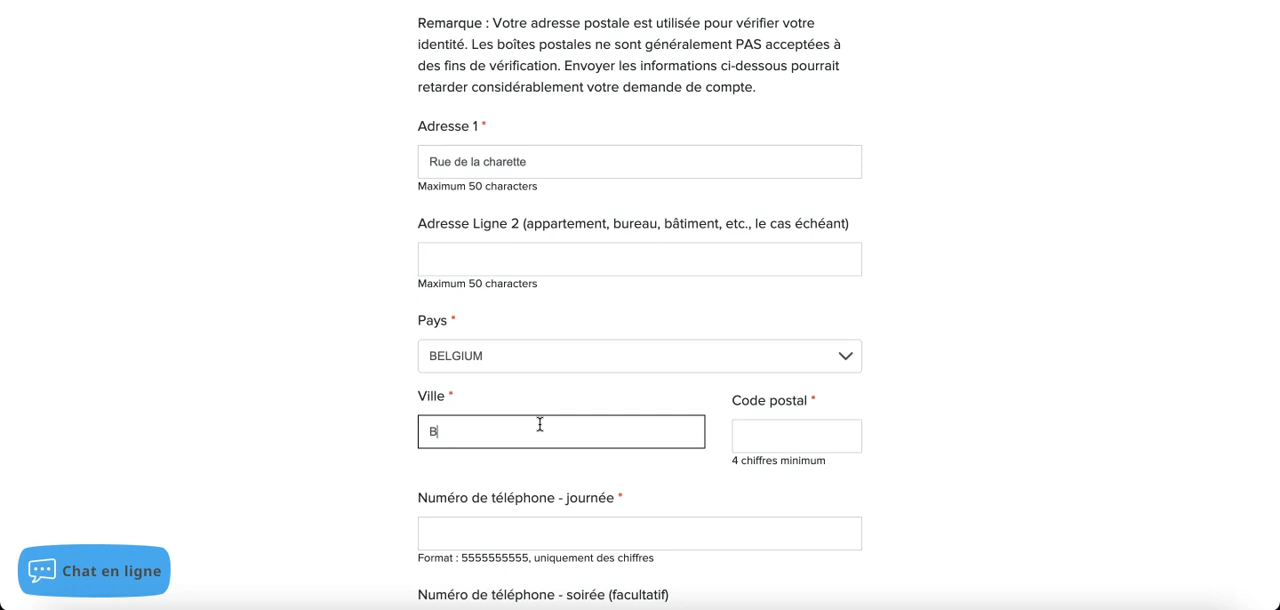 Remarque : Votre adresse postale est utilisée pour vérifier votre
identité. Les boîtes postales ne sont généralement PAS acceptées à
des fins de vérification. Envoyer les informations ci-dessous pourrait
retarder considérablement votre demande de compte.
Adresse 1 *
Rue de la charette
Maximum 50 characters
Adresse Ligne 2 (appartement, bureau, bâtiment, etc., le cas échéant)
Maximum 50 characters
Pays *
BELGIUM
Ville *
Code postal *
B
4 chiffres minimum
Numéro de téléphone - journée *
Format : 5555555555, uniquement des chiffres
Chat en ligne
Numéro de téléphone - soirée (facultatif)